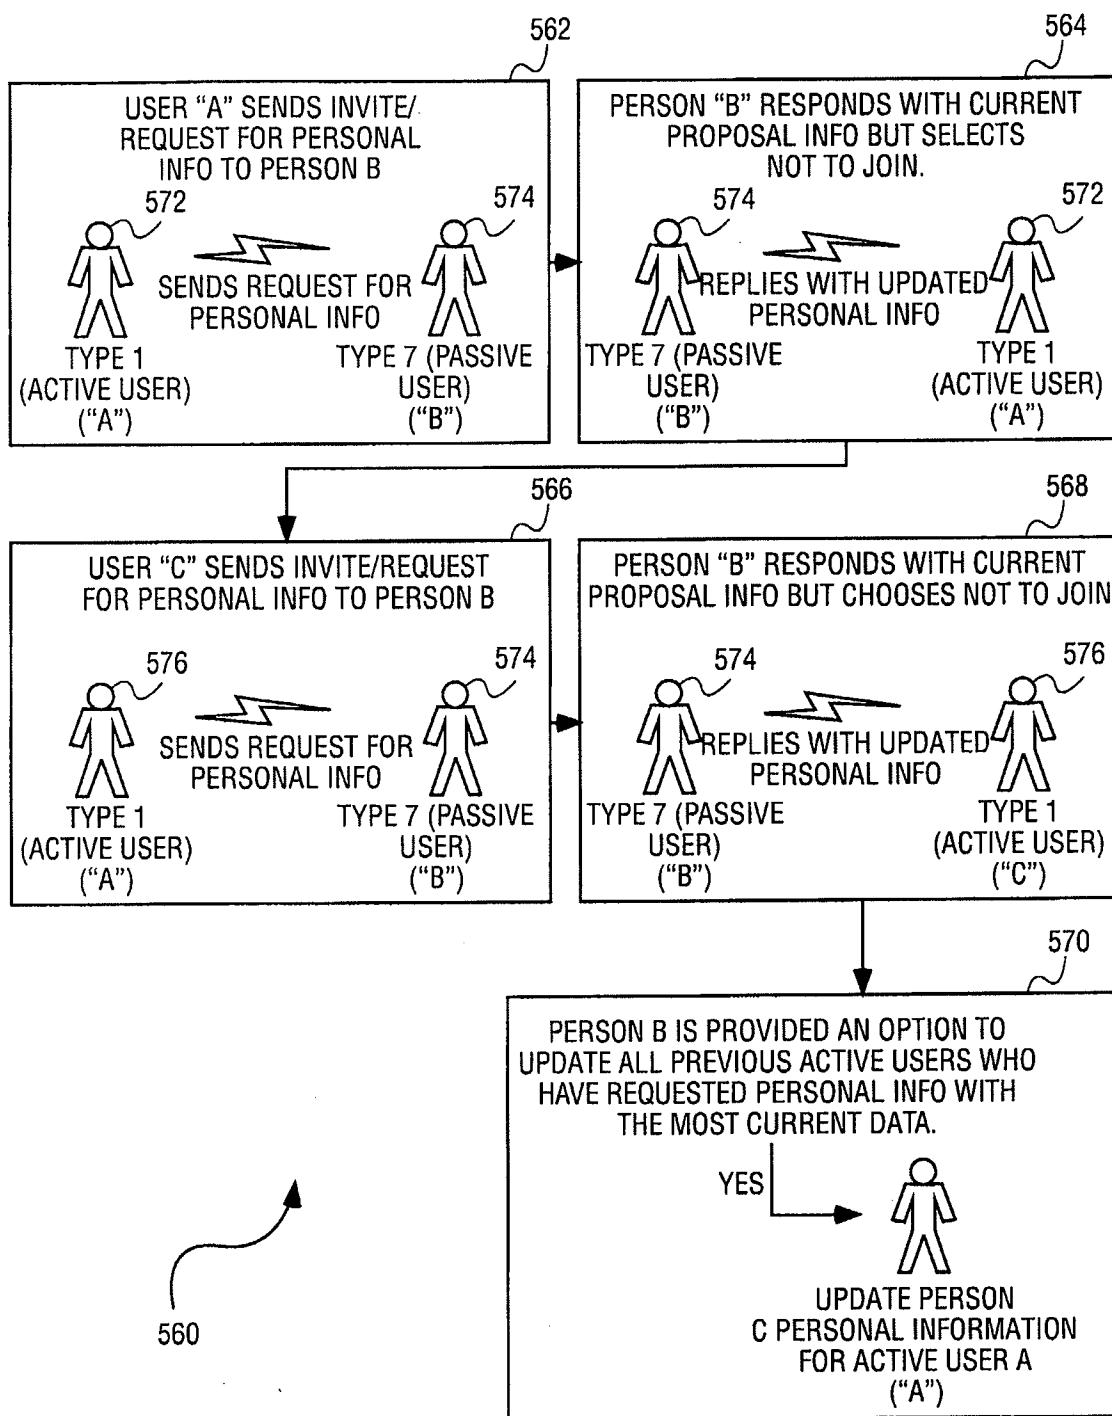 562
USER “A” SENDS INVITE/
REQUEST FOR PERSONAL
INFO TO PERSON B
572
574
SENDS REQUEST FOR
PERSONAL INFO
TYPE 1
(ACTIVE USER)
(“A”)
TYPE 7 (PASSIVE
USER)
(“B”)
564
PERSON “B” RESPONDS WITH CURRENT
PROPOSAL INFO BUT SELECTS
NOT TO JOIN.
574
572
REPLIES WITH UPDATED
PERSONAL INFO
TYPE 7 (PASSIVE
USER)
(“B”)
TYPE 1
(ACTIVE USER)
(“A”)
566
USER “C” SENDS INVITE/REQUEST
FOR PERSONAL INFO TO PERSON B
576
574
SENDS REQUEST FOR
PERSONAL INFO
TYPE 1
(ACTIVE USER)
(“A”)
TYPE 7 (PASSIVE
USER)
(“B”)
568
PERSON “B” RESPONDS WITH CURRENT
PROPOSAL INFO BUT CHOOSES NOT TO JOIN
574
576
REPLIES WITH UPDATED
PERSONAL INFO
TYPE 7 (PASSIVE
USER)
(“B”)
TYPE 1
(ACTIVE USER)
(“C”)
570
PERSON B IS PROVIDED AN OPTION TO
UPDATE ALL PREVIOUS ACTIVE USERS WHO
HAVE REQUESTED PERSONAL INFO WITH
THE MOST CURRENT DATA.
YES
UPDATE PERSON
C PERSONAL INFORMATION
FOR ACTIVE USER A
(“A”)
560